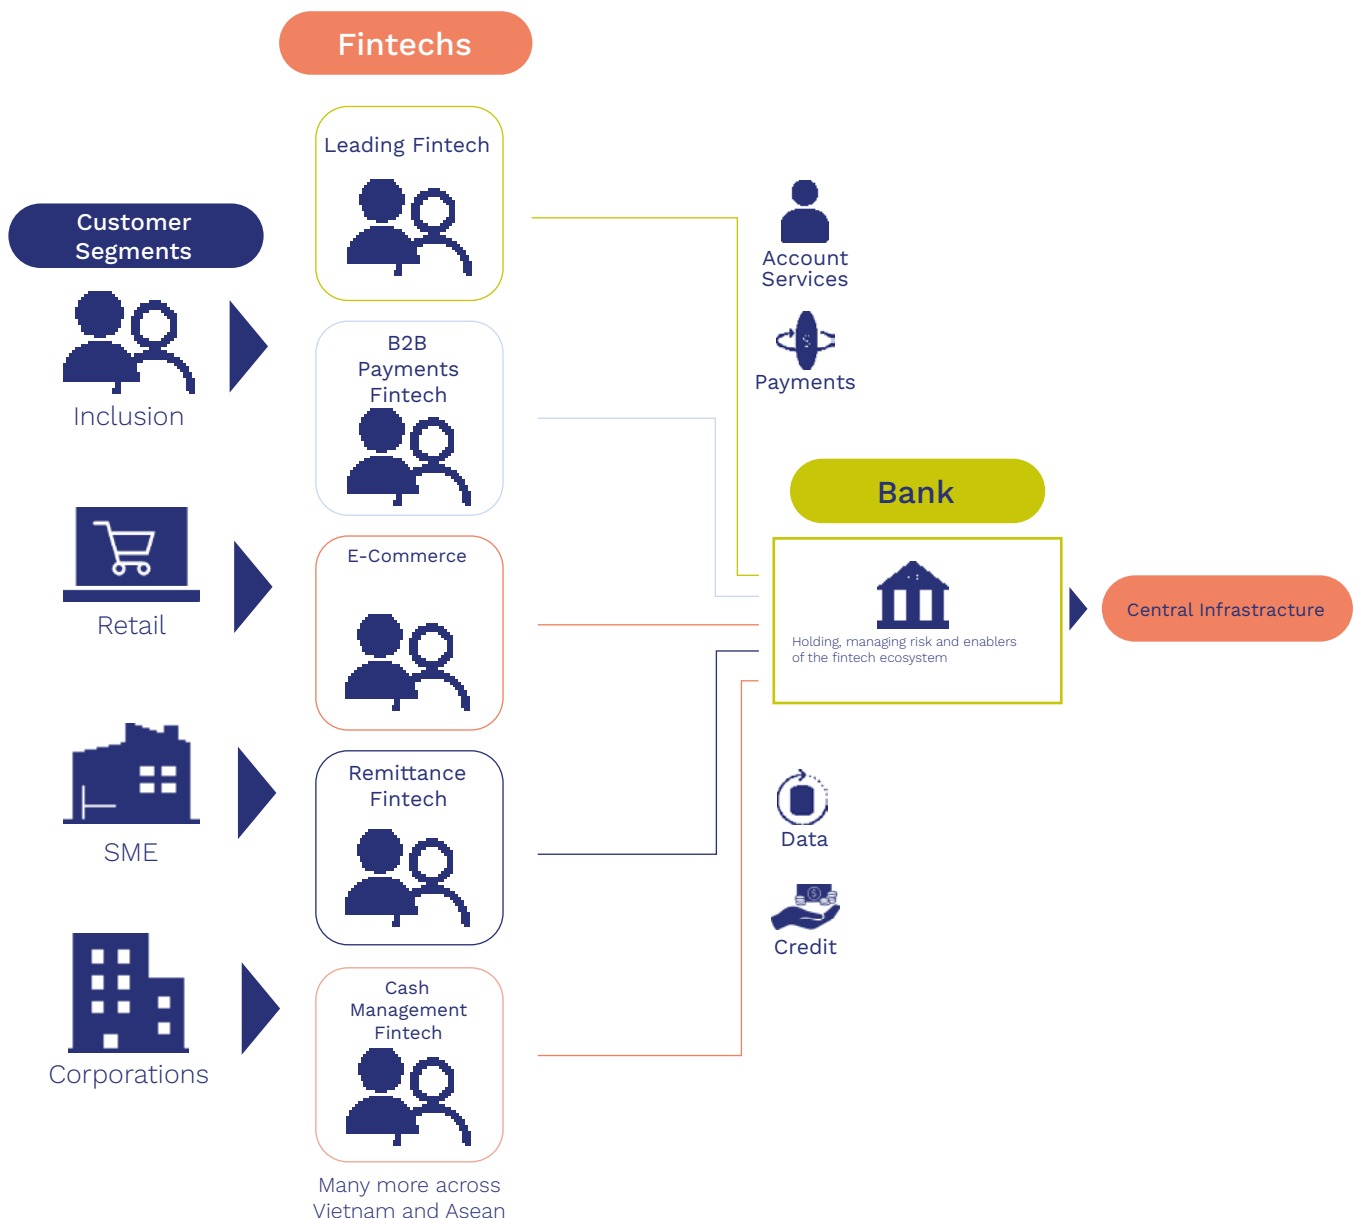 Fintechs
Customer
Segments
Inclusion
Retail
SME
Corporations
Leading Fintech
B2B
Payments
Fintech
E-Commerce
Remittance
Fintech
Cash
Management
Fintech
Many more across
Vietnam and Asean
Account
Services
Payments
Bank
Holding, managing risk and enablers
of the fintech ecosystem
Data
Credit
Central Infrastracture